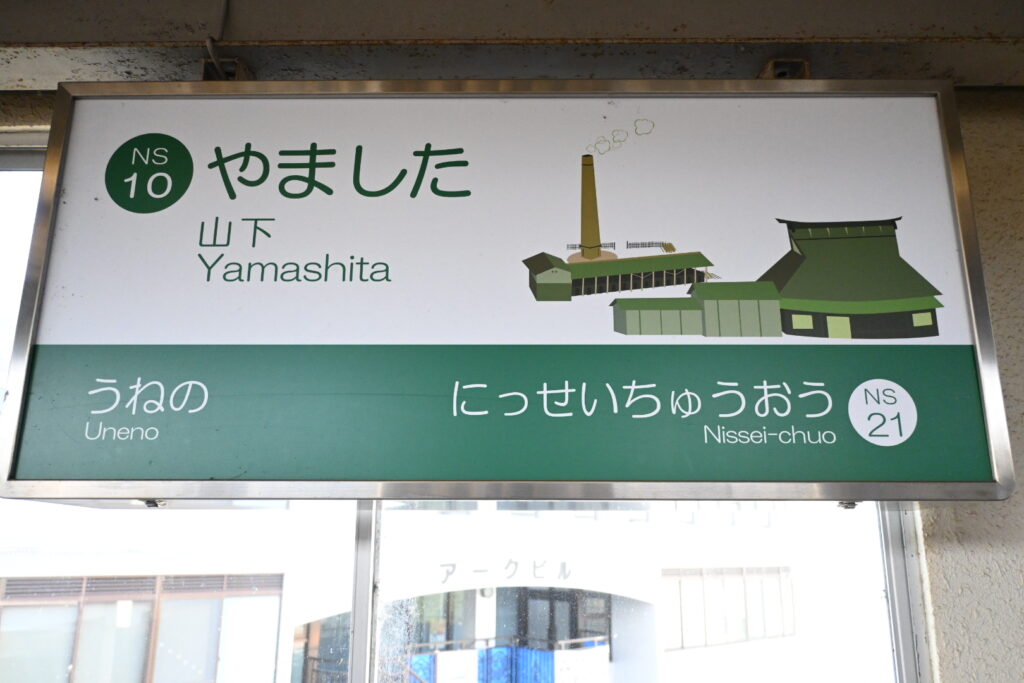 NS
10
やました
山下
Yamashita
うねの
Uneno
にっせいちゅうおう
Nissei-chuo
NS
21
アークビル